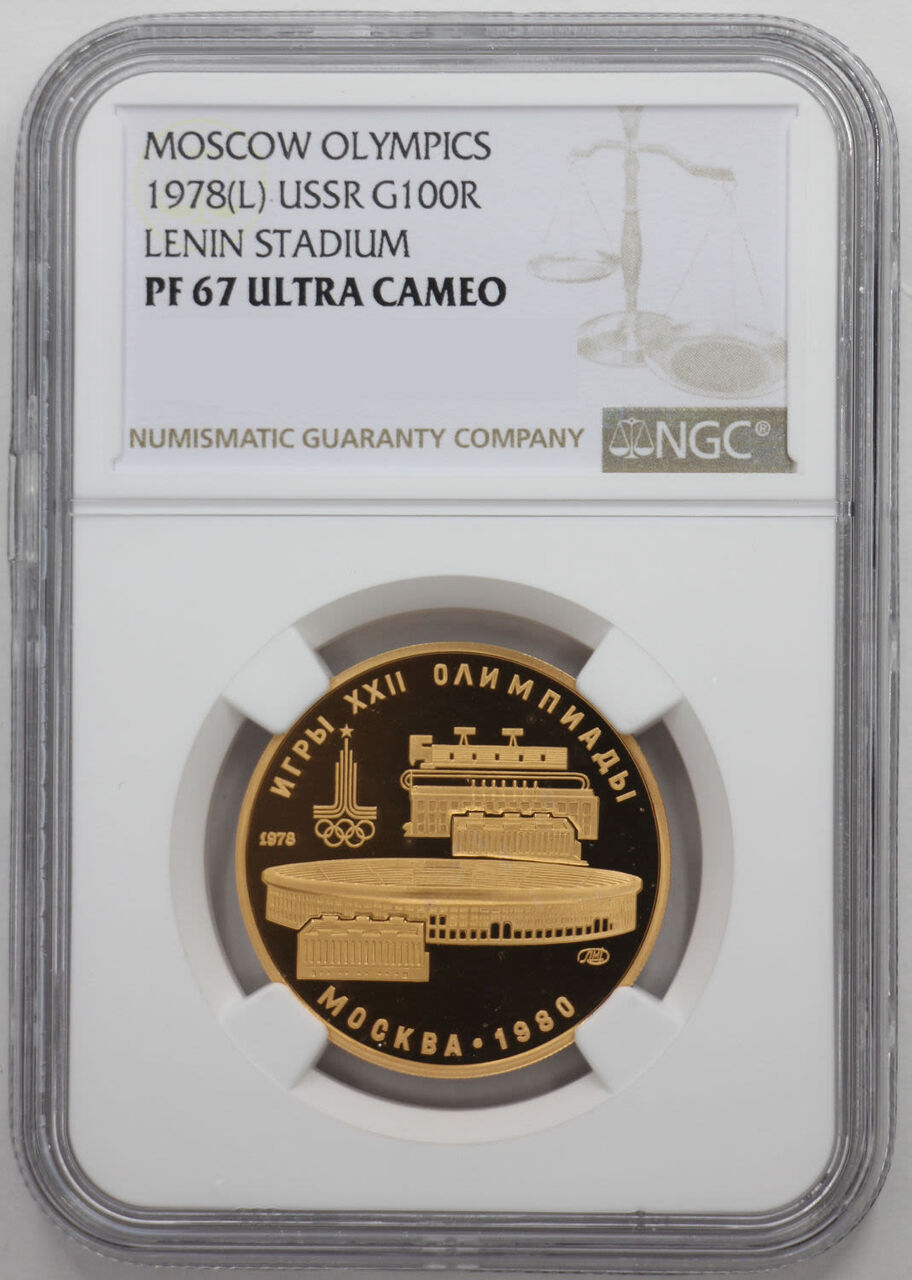 MOSCOW OLYMPICS
1978(L) USSR G100R
LENIN STADIUM
PF 67 ULTRA CAMEO
NUMISMATIC GUARANTY COMPANY
NGC®
ИГРЫ XXII ОЛИМПИАДЫ
1978
ЛМД
МОСКВА • 1980